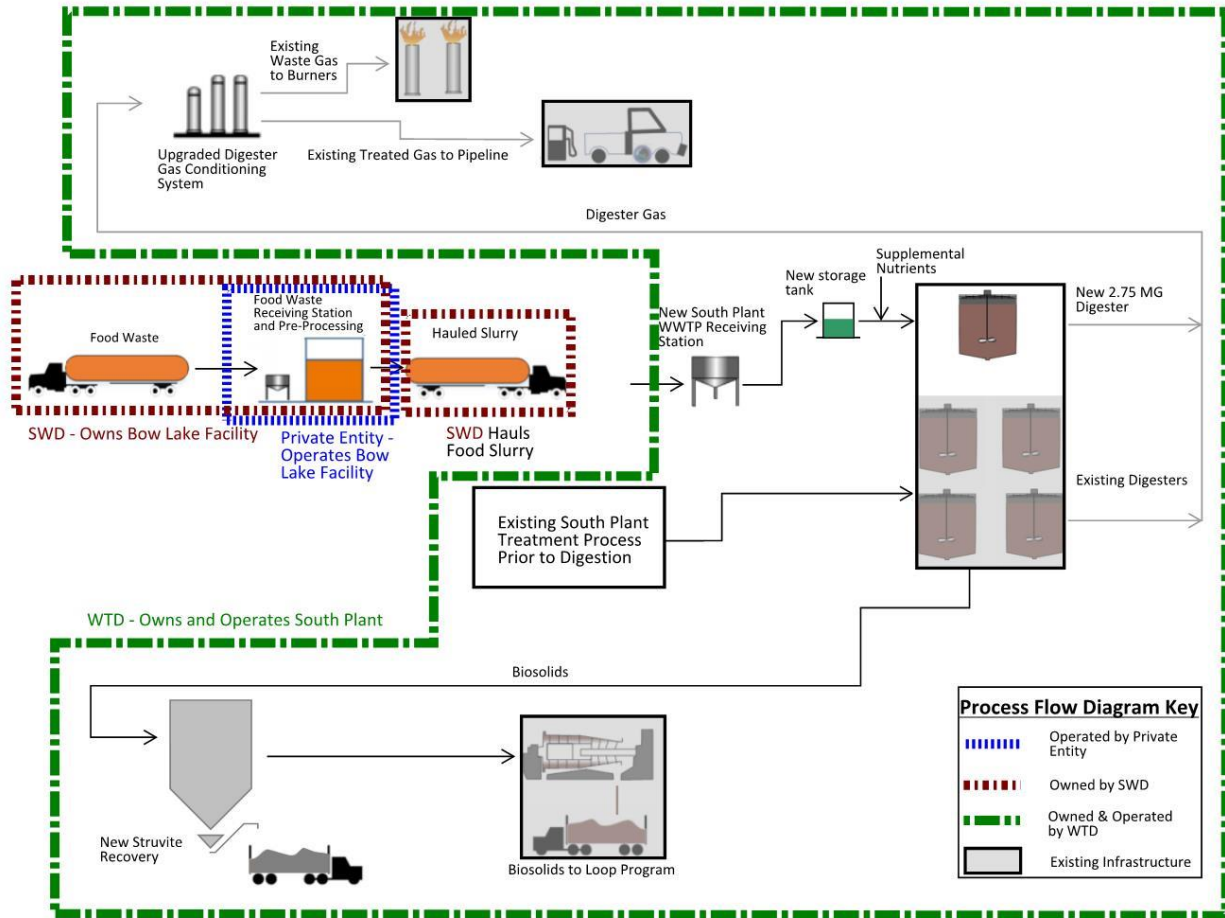 Existing
Waste Gas
to Burners
Upgraded Digester
Gas Conditioning
System
Existing Treated Gas to Pipeline
Digester Gas
Food Waste
Food Waste
Receiving Station
and Pre-Processing
Hauled Slurry
SWD - Owns Bow Lake Facility
Private Entity -
Operates Bow
Lake Facility
SWD Hauls
Food Slurry
New South Plant
WWTP Receiving
Station
New storage
tank
Supplemental
Nutrients
New 2.75 MG
Digester
Existing Digesters
Existing South Plant
Treatment Process
Prior to Digestion
WTD - Owns and Operates South Plant
Biosolids
New Struvite
Recovery
Biosolids to Loop Program
Process Flow Diagram Key
Operated by Private
Entity
Owned by SWD
Owned & Operated
by WTD
Existing Infrastructure